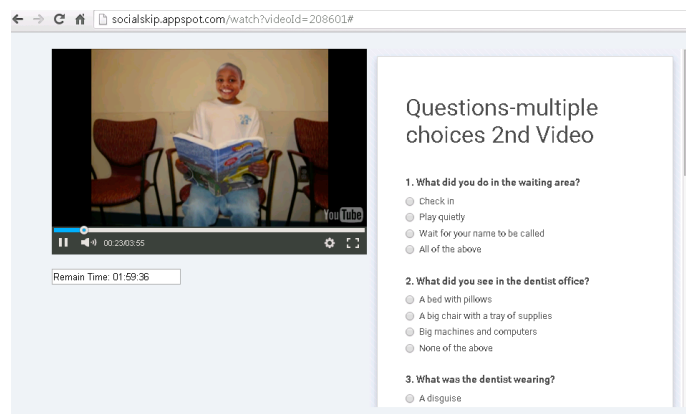 socialskip.appspot.com/watch?videoId=208601#
YouTube
00:23/03:55
Remain Time: 01:59:36
Questions-multiple
choices 2nd Video
1. What did you do in the waiting area?
Check in
Play quietly
Wait for your name to be called
All of the above
2. What did you see in the dentist office?
A bed with pillows
A big chair with a tray of supplies
Big machines and computers
None of the above
3. What was the dentist wearing?
A disguise